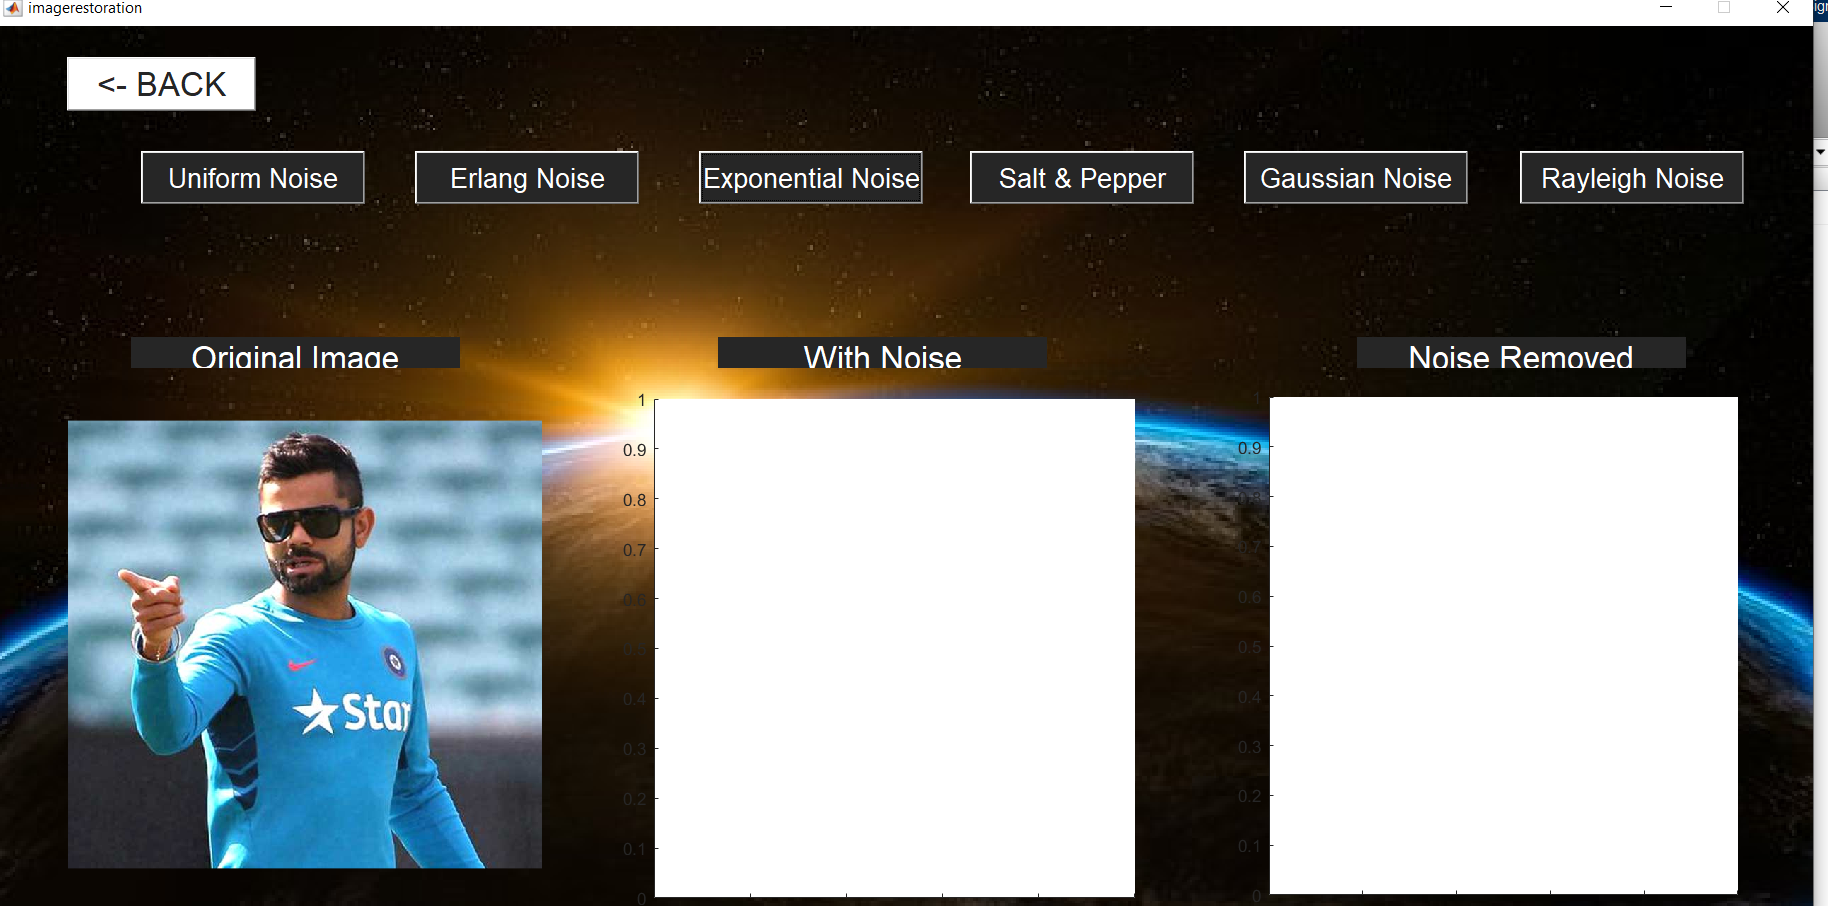 imagerestoration
<- BACK
Uniform Noise
Erlang Noise
Exponential Noise
Salt & Pepper
Gaussian Noise
Rayleigh Noise
Original Image
With Noise
Noise Removed
1
0.9
0.8
0.7
0.6
0.5
0.4
0.3
0.2
0.1
0
0.9
0.8
0.7
0.6
0.5
0.4
0.3
0.2
0.1
0
Star